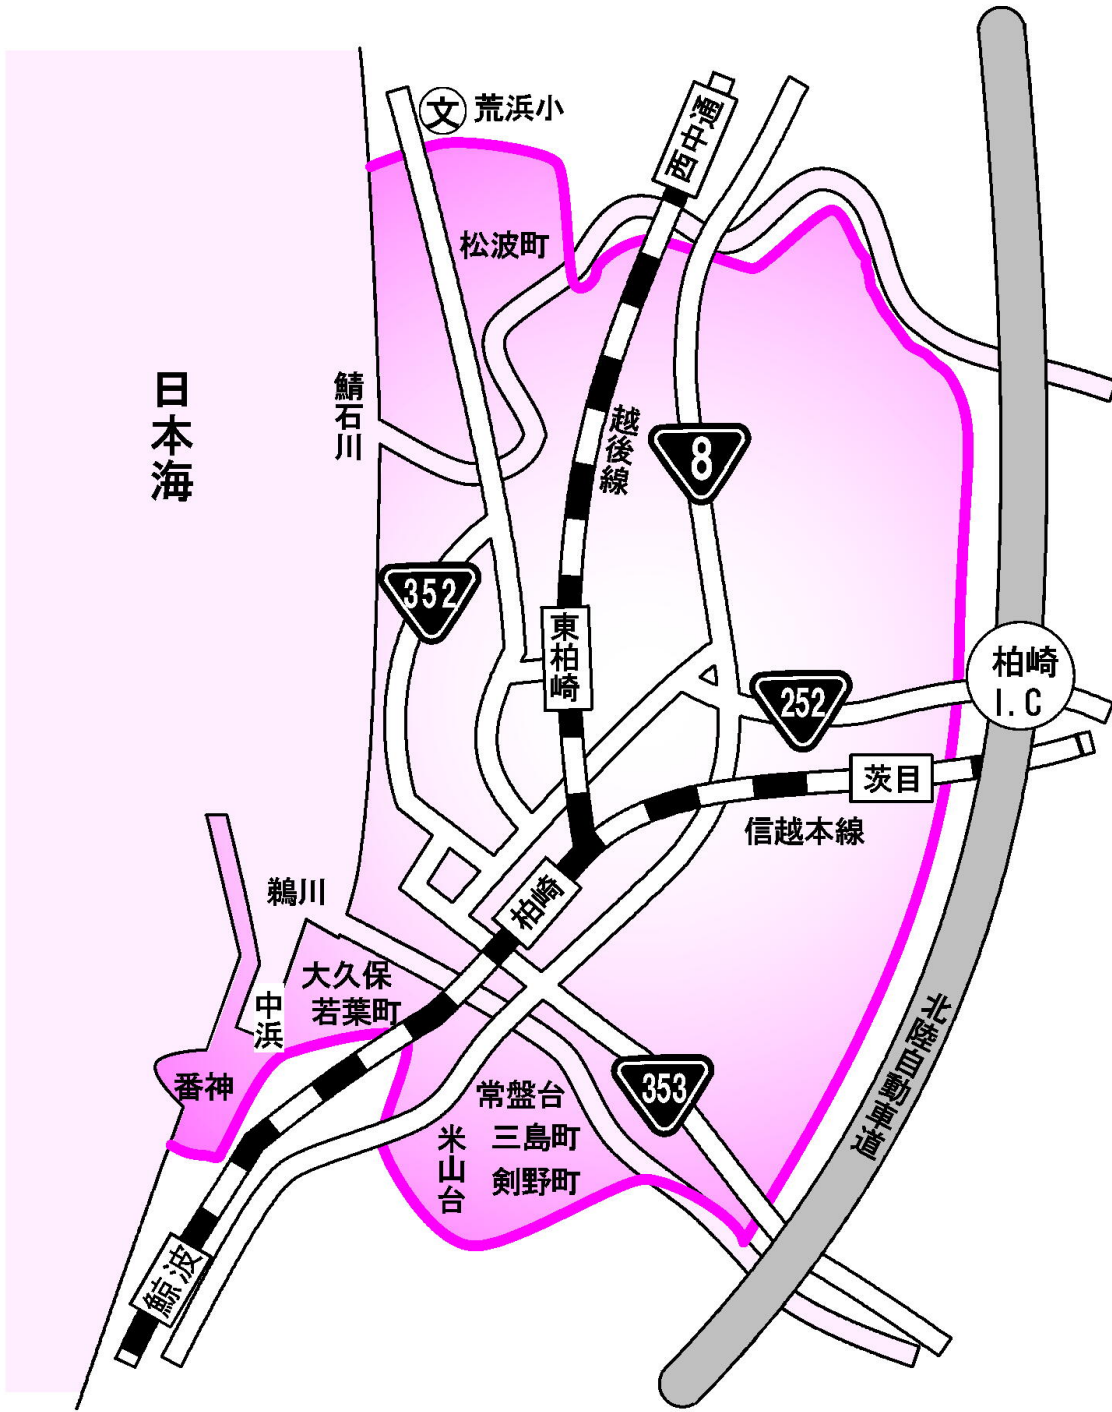 文 荒浜小
西中通
松波町
日本海
鯖石川
越後線
8
352
東柏崎
252
柏崎
I.C
茨目
信越本線
柏崎
鵜川
大久保
若葉町
中浜
番神
353
常盤台
三島町
剣野町
米山台
北陸自動車道
鯨波